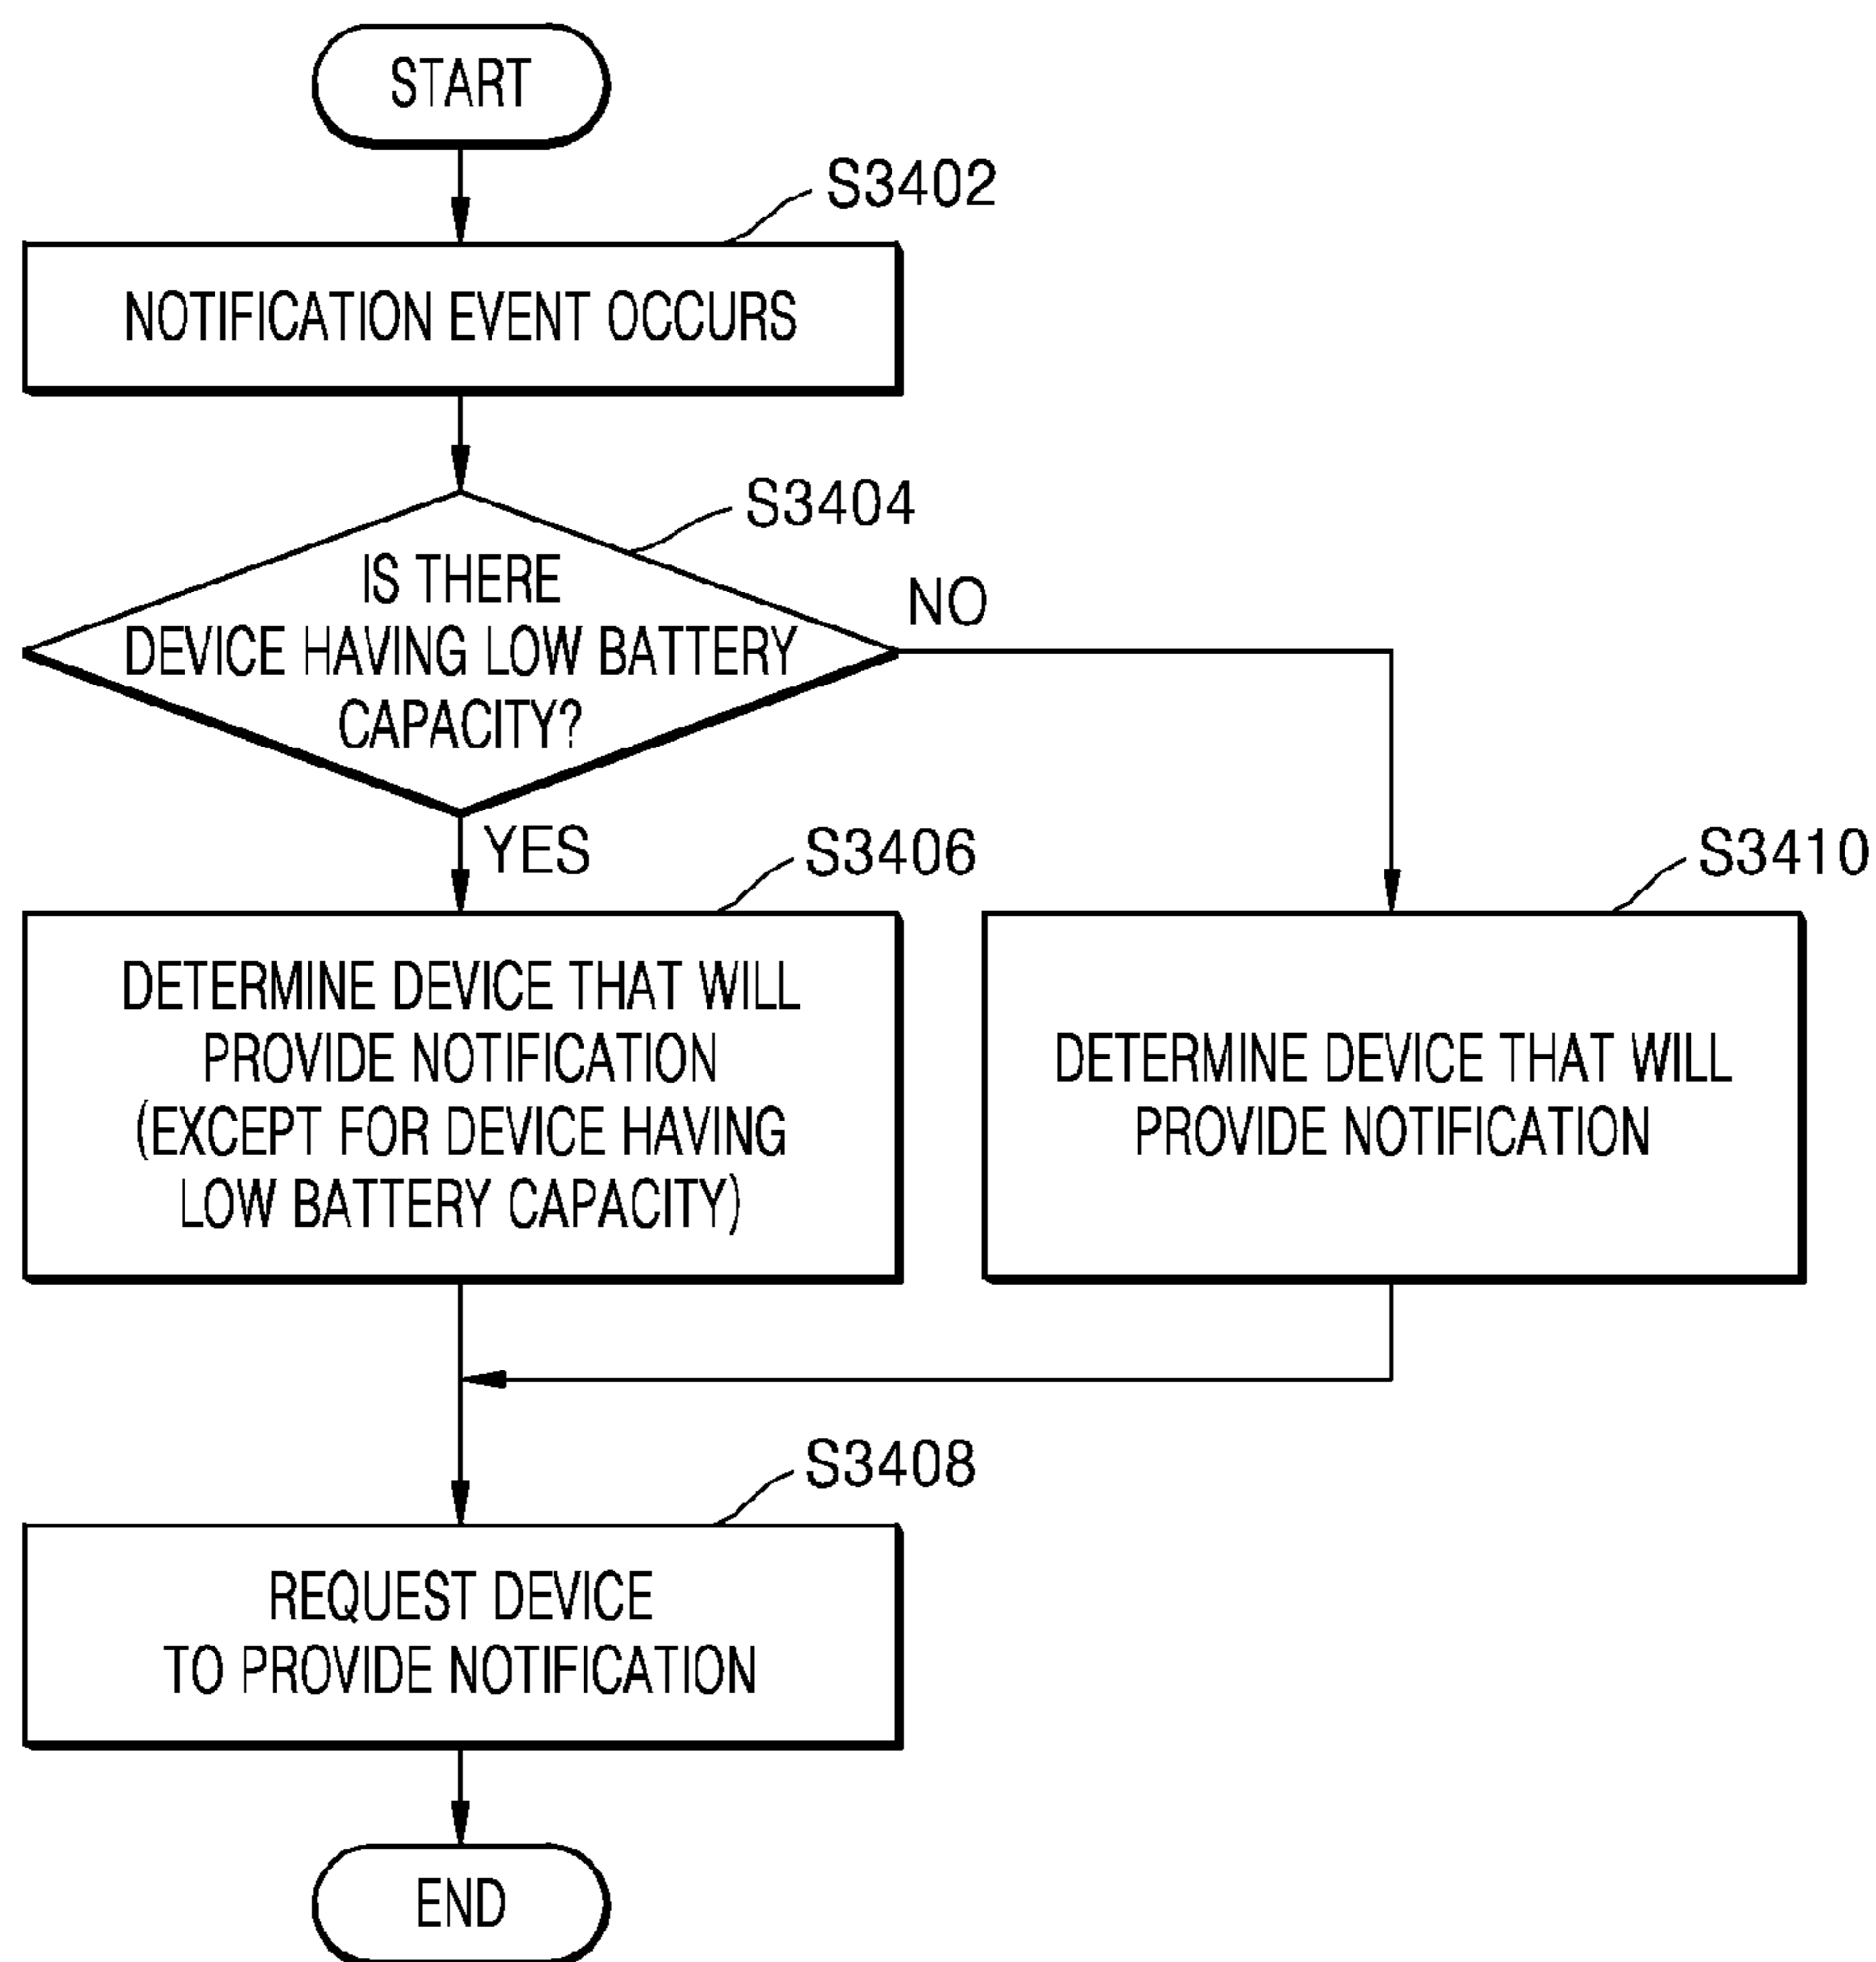 START
S3402
NOTIFICATION EVENT OCCURS
S3404
IS THERE
DEVICE HAVING LOW BATTERY
CAPACITY?
NO
YES
S3406
DETERMINE DEVICE THAT WILL
PROVIDE NOTIFICATION
(EXCEPT FOR DEVICE HAVING
LOW BATTERY CAPACITY)
S3410
DETERMINE DEVICE THAT WILL
PROVIDE NOTIFICATION
S3408
REQUEST DEVICE
TO PROVIDE NOTIFICATION
END